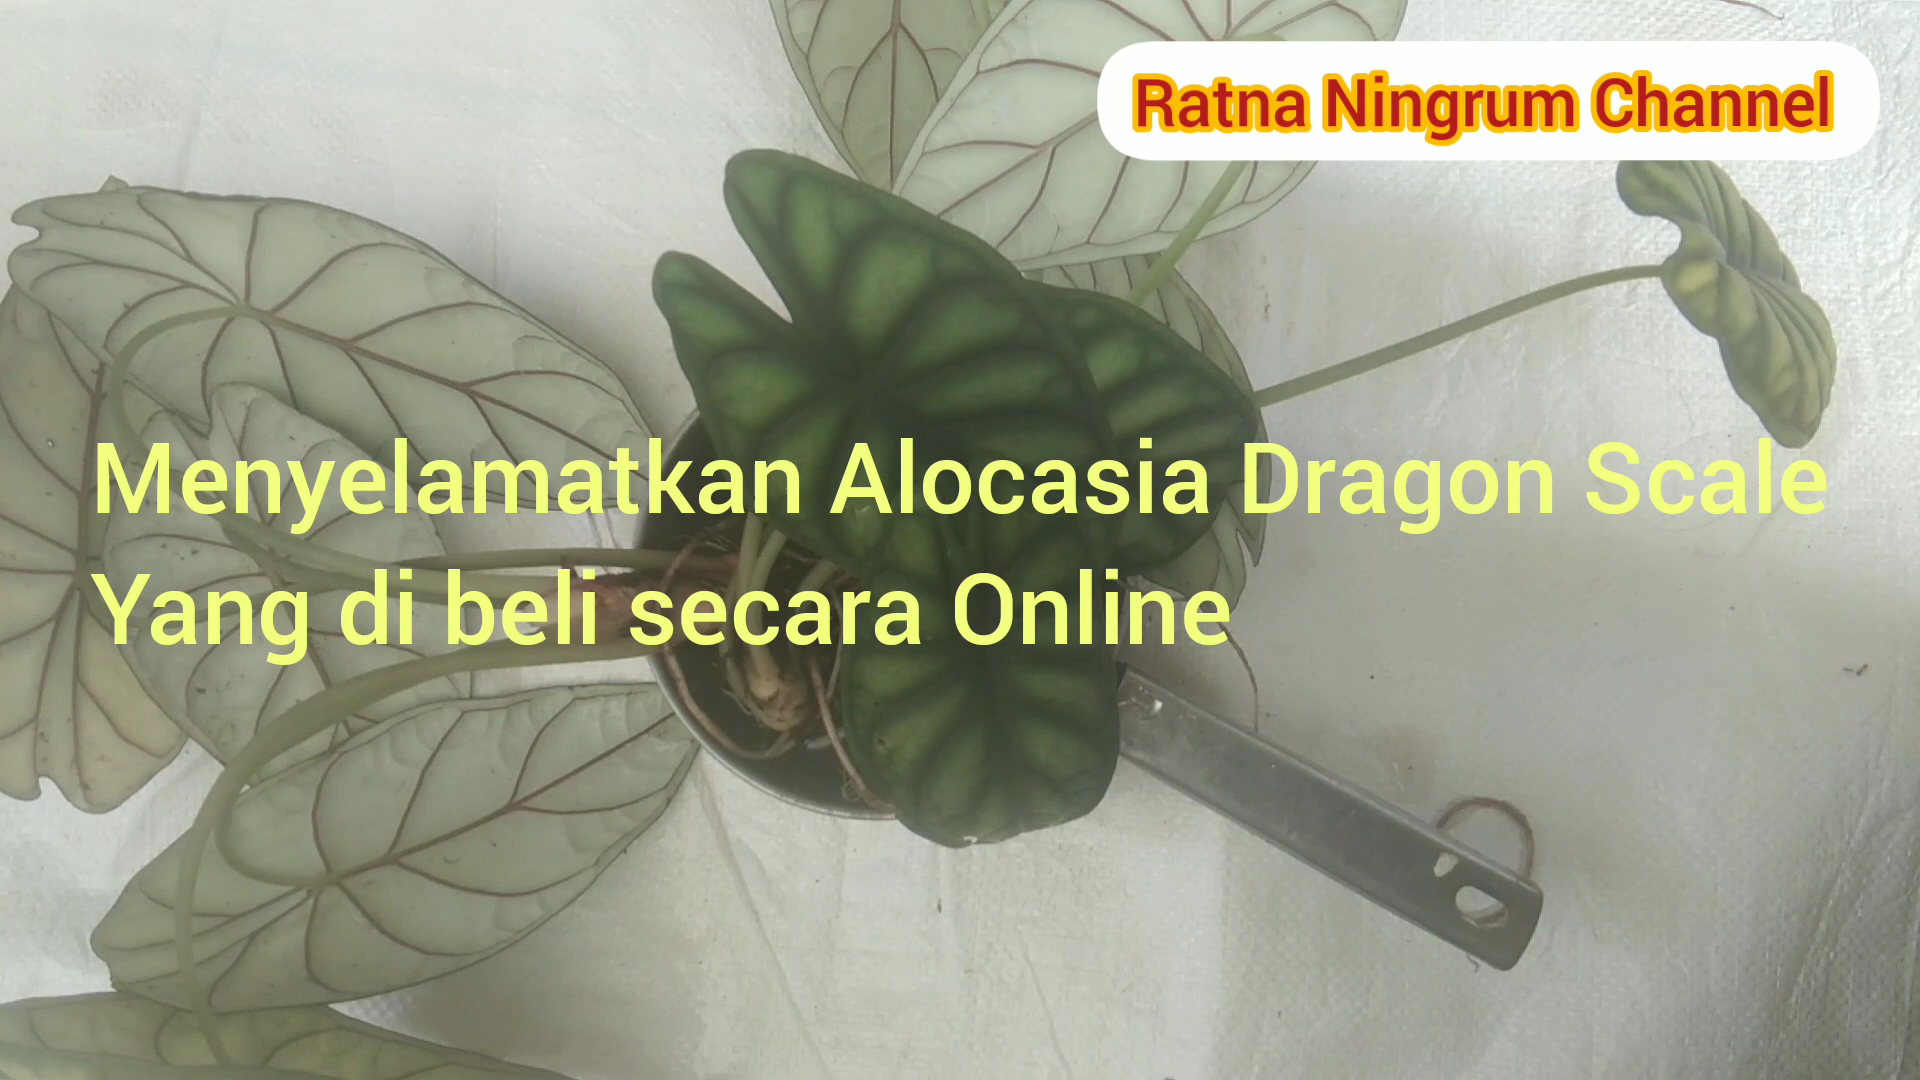 Ratna Ningrum Channel
Menyelamatkan Alocasia Dragon Scale
Yang di beli secara Online